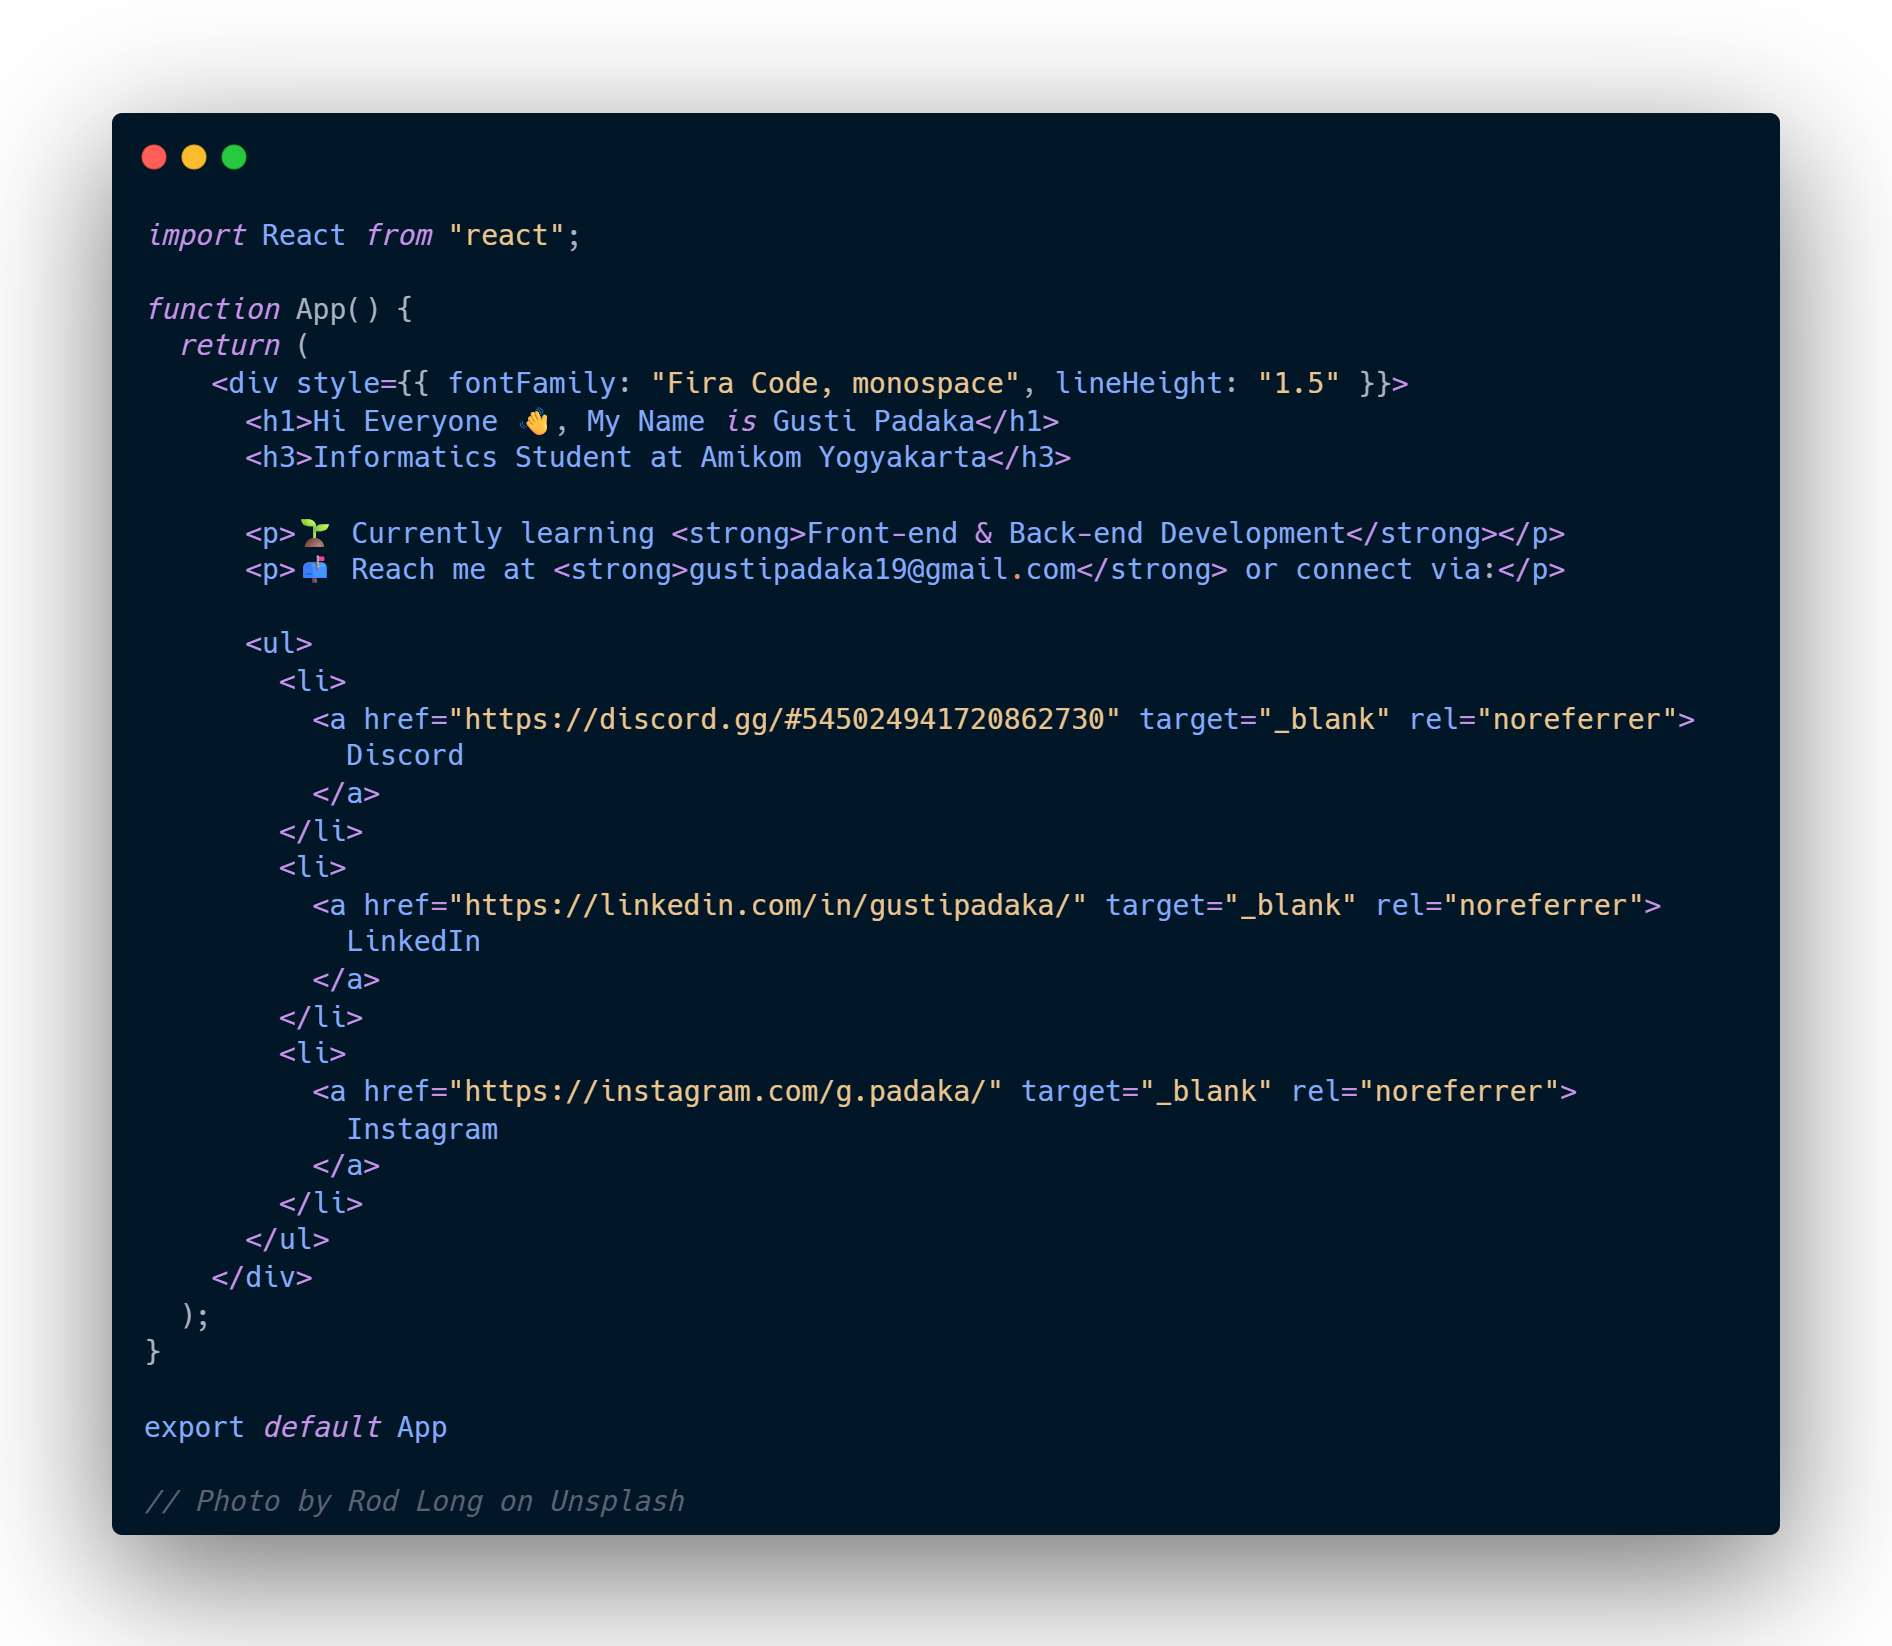 import React from "react";
function App() {
return (
<div style={{ fontFamily: "Fira Code, monospace", lineHeight: "1.5" }}>
<h1>Hi Everyone 👋, My Name is Gusti Padaka</h1>
<h3>Informatics Student at Amikom Yogyakarta</h3>
<p>🌱 Currently learning <strong>Front-end & Back-end Development</strong></p>
<p>📫 Reach me at <strong>gustipadaka19@gmail.com</strong> or connect via:</p>
<ul>
<li>
<a href="https://discord.gg/#545024941720862730" target="_blank" rel="noreferrer">
Discord
</a>
</li>
<li>
<a href="https://linkedin.com/in/gustipadaka/" target="_blank" rel="noreferrer">
LinkedIn
</a>
</li>
<li>
<a href="https://instagram.com/g.padaka/" target="_blank" rel="noreferrer">
Instagram
</a>
</li>
</ul>
</div>
);
}
export default App
// Photo by Rod Long on Unsplash